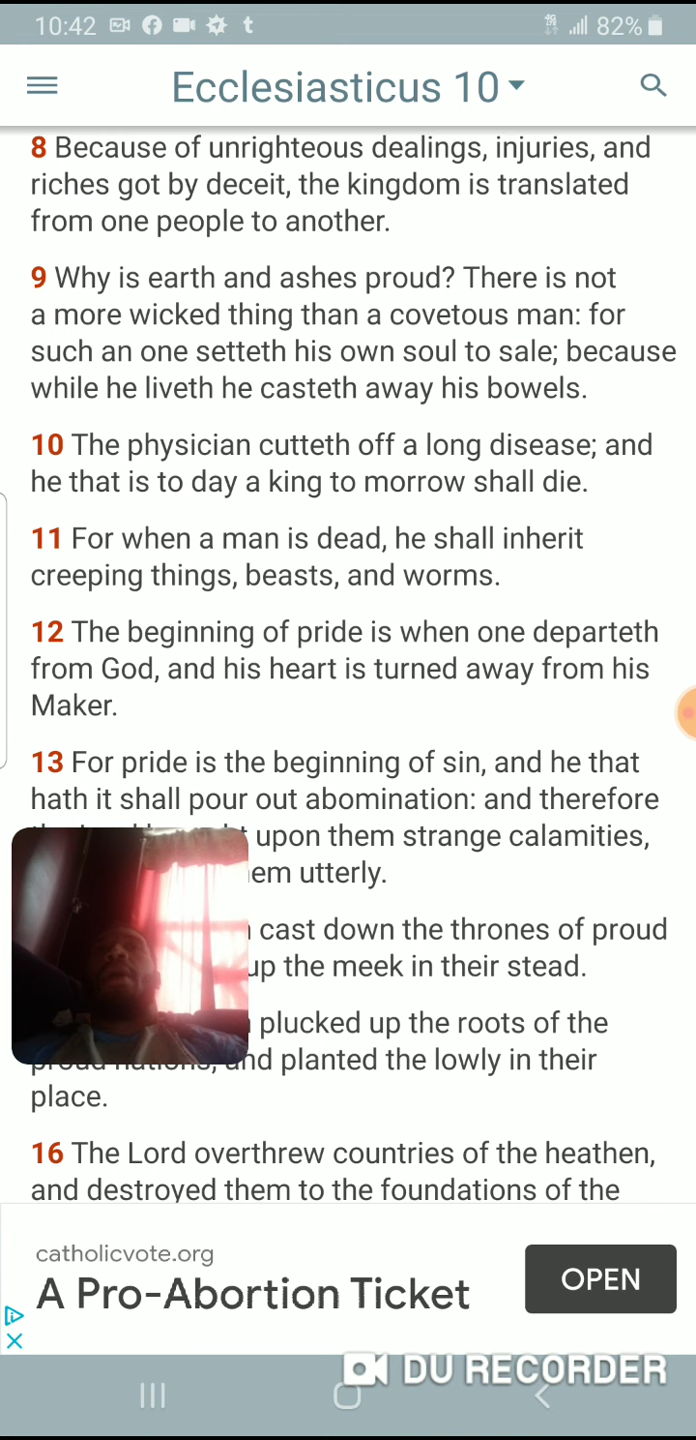 10:42
82%
Ecclesiasticus 10
8 Because of unrighteous dealings, injuries, and
riches got by deceit, the kingdom is translated
from one people to another.
9 Why is earth and ashes proud? There is not
a more wicked thing than a covetous man: for
such an one setteth his own soul to sale; because
while he liveth he casteth away his bowels.
10 The physician cutteth off a long disease; and
he that is to day a king to morrow shall die.
11 For when a man is dead, he shall inherit
creeping things, beasts, and worms.
12 The beginning of pride is when one departeth
from God, and his heart is turned away from his
Maker.
13 For pride is the beginning of sin, and he that
hath it shall pour out abomination: and therefore
upon them strange calamities,
utterly.
cast down the thrones of proud
up the meek in their stead.
plucked up the roots of the
proud nations, and planted the lowly in their
place.
16 The Lord overthrew countries of the heathen,
and destroyed them to the foundations of the
catholicvote.org
A Pro-Abortion Ticket
OPEN
DU RECORDER